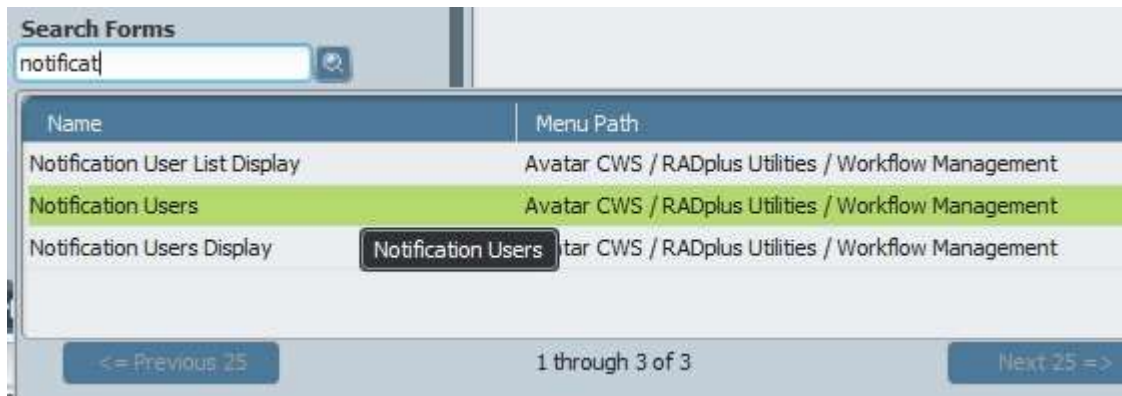 Search Forms
notificat
Name Menu Path
Notification User List Display Avatar CWS / RADplus Utilities / Workflow Management
Notification Users Avatar CWS / RADplus Utilities / Workflow Management
Notification Users Display Notification Users tar CWS / RADplus Utilities / Workflow Management
<= Previous 25 1 through 3 of 3 Next 25 =>